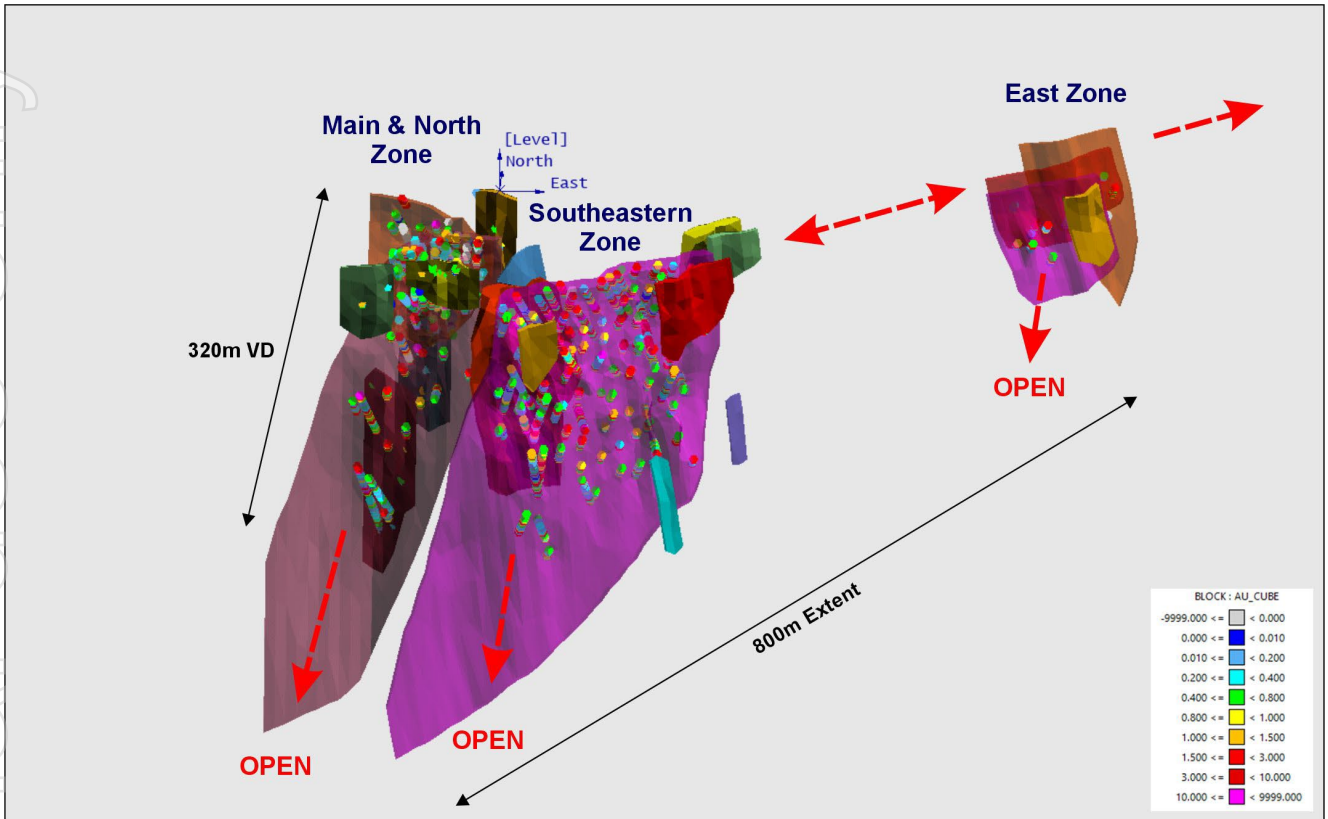 East Zone
Main & North
Zone
[Level]
North
East
Southeastern
Zone
320m VD
OPEN
800m Extent
OPEN
OPEN
BLOCK : AU_CUBE
-9999.000 <= < 0.000
0.000 <= < 0.010
0.010 <= < 0.200
0.200 <= < 0.400
0.400 <= < 0.800
0.800 <= < 1.000
1.000 <= < 1.500
1.500 <= < 3.000
3.000 <= < 10.000
10.000 <= < 9999.000